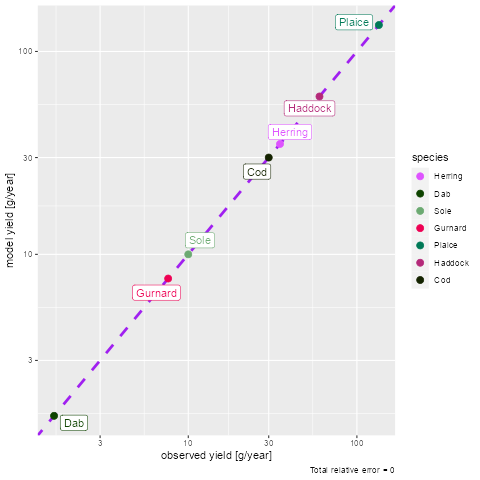 Plaice
100
Haddock
Herring
30
Cod
Sole
10
Gurnard
3
Dab
model yield [g/year]
3
10
30
100
observed yield [g/year]
species
Herring
Dab
Sole
Gurnard
Plaice
Haddock
Cod
Total relative error = 0